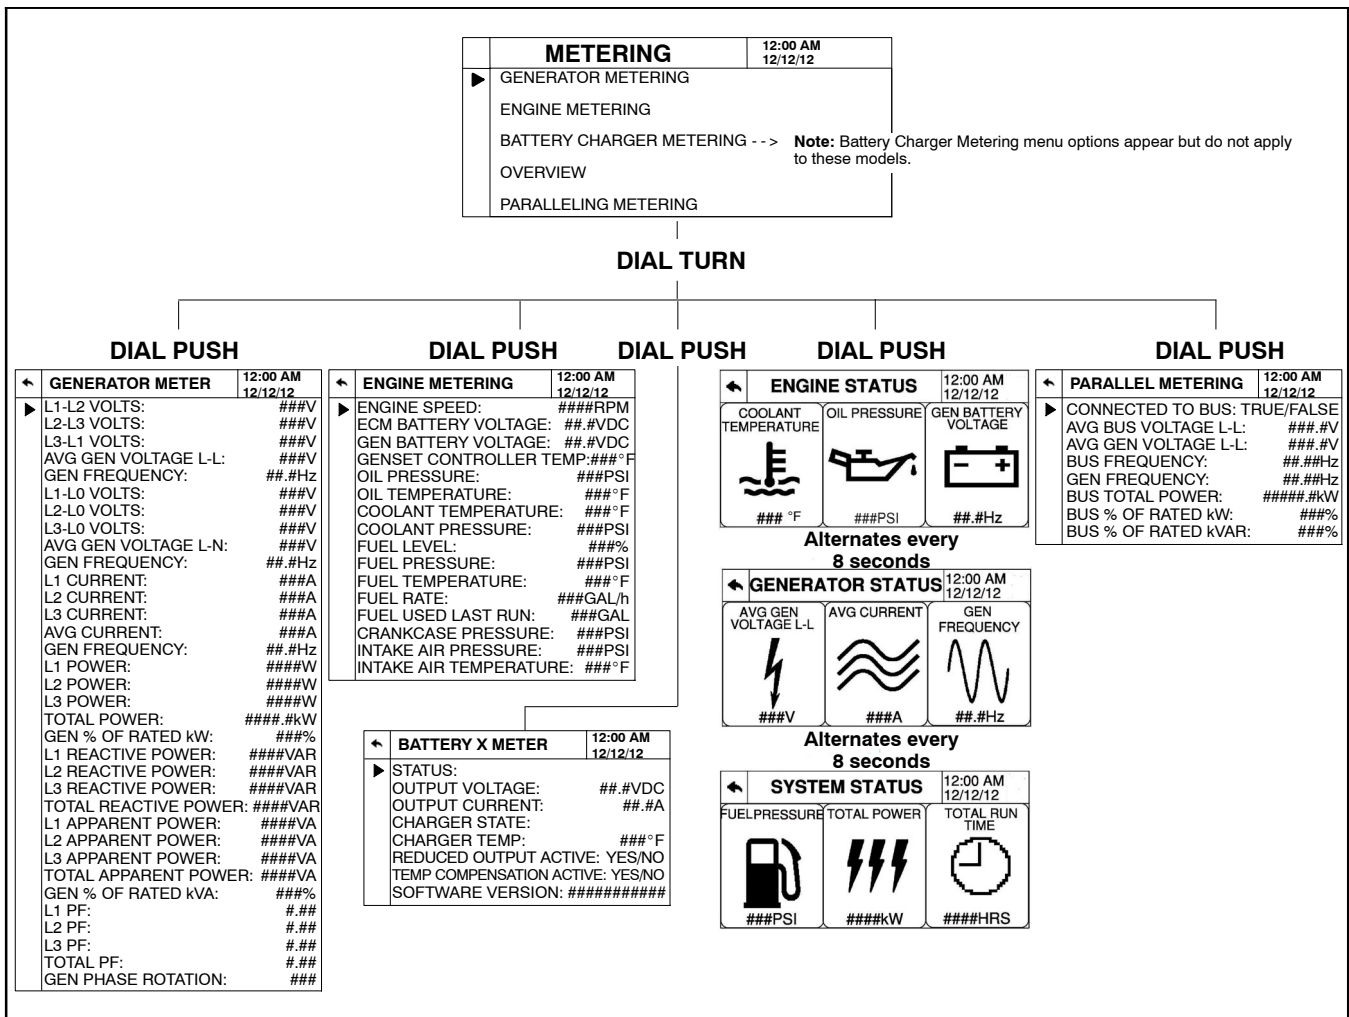 METERING
12:00 AM
12/12/12
GENERATOR METERING
ENGINE METERING
BATTERY CHARGER METERING - - >
Note: Battery Charger Metering menu options appear but do not apply
to these models.
OVERVIEW
PARALLELING METERING
DIAL TURN
DIAL PUSH
DIAL PUSH
DIAL PUSH
DIAL PUSH
DIAL PUSH
GENERATOR METER
12:00 AM
12/12/12
L1-L2 VOLTS: ###V
L2-L3 VOLTS: ###V
L3-L1 VOLTS: ###V
AVG GEN VOLTAGE L-L: ###V
GEN FREQUENCY: ##.#Hz
L1-L0 VOLTS: ###V
L2-L0 VOLTS: ###V
L3-L0 VOLTS: ###V
AVG GEN VOLTAGE L-N: ###V
GEN FREQUENCY: ##.#Hz
L1 CURRENT: ###A
L2 CURRENT: ###A
L3 CURRENT: ###A
AVG CURRENT: ###A
GEN FREQUENCY: ##.#Hz
L1 POWER: ####W
L2 POWER: ####W
L3 POWER: ####W
TOTAL POWER: ####.#kW
GEN % OF RATED kW: ###%
L1 REACTIVE POWER: ####VAR
L2 REACTIVE POWER: ####VAR
L3 REACTIVE POWER: ####VAR
TOTAL REACTIVE POWER: ####VAR
L1 APPARENT POWER: ####VA
L2 APPARENT POWER: ####VA
L3 APPARENT POWER: ####VA
TOTAL APPARENT POWER: ####VA
GEN % OF RATED kVA: ###%
L1 PF: #.##
L2 PF: #.##
L3 PF: #.##
TOTAL PF: #.##
GEN PHASE ROTATION: ###
ENGINE METERING
12:00 AM
12/12/12
ENGINE SPEED: ####RPM
ECM BATTERY VOLTAGE: ##.#VDC
GEN BATTERY VOLTAGE: ##.#VDC
GENSET CONTROLLER TEMP:###°F
OIL PRESSURE: ###PSI
OIL TEMPERATURE: ###°F
COOLANT TEMPERATURE: ###°F
COOLANT PRESSURE: ###PSI
FUEL LEVEL: ###%
FUEL PRESSURE: ###PSI
FUEL TEMPERATURE: ###°F
FUEL RATE: ###GAL/h
FUEL USED LAST RUN: ###GAL
CRANKCASE PRESSURE: ###PSI
INTAKE AIR PRESSURE: ###PSI
INTAKE AIR TEMPERATURE: ###°F
BATTERY X METER
12:00 AM
12/12/12
STATUS:
OUTPUT VOLTAGE: ##.#VDC
OUTPUT CURRENT: ##.#A
CHARGER STATE:
CHARGER TEMP: ###°F
REDUCED OUTPUT ACTIVE: YES/NO
TEMP COMPENSATION ACTIVE: YES/NO
SOFTWARE VERSION: ###########
ENGINE STATUS
12:00 AM
12/12/12
COOLANT
TEMPERATURE
### °F
OIL PRESSURE
###PSI
GEN BATTERY
VOLTAGE
##.#Hz
Alternates every
8 seconds
GENERATOR STATUS
12:00 AM
12/12/12
AVG GEN
VOLTAGE L-L
###V
AVG CURRENT
###A
GEN
FREQUENCY
##.#Hz
Alternates every
8 seconds
SYSTEM STATUS
12:00 AM
12/12/12
FUELPRESSURE
###PSI
TOTAL POWER
####kW
TOTAL RUN
TIME
####HRS
PARALLEL METERING
12:00 AM
12/12/12
CONNECTED TO BUS: TRUE/FALSE
AVG BUS VOLTAGE L-L: ###.#V
AVG GEN VOLTAGE L-L: ###.#V
BUS FREQUENCY: ##.##Hz
GEN FREQUENCY: ##.##Hz
BUS TOTAL POWER: #####.#kW
BUS % OF RATED kW: ###%
BUS % OF RATED kVAR: ###%